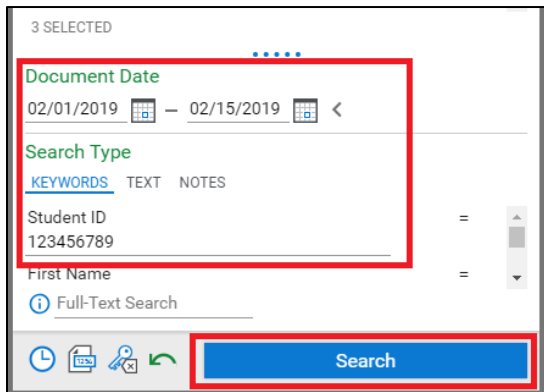 3 SELECTED
Document Date
02/01/2019 – 02/15/2019 <
Search Type
KEYWORDS TEXT NOTES
Student ID =
123456789
First Name =
Full-Text Search
Search